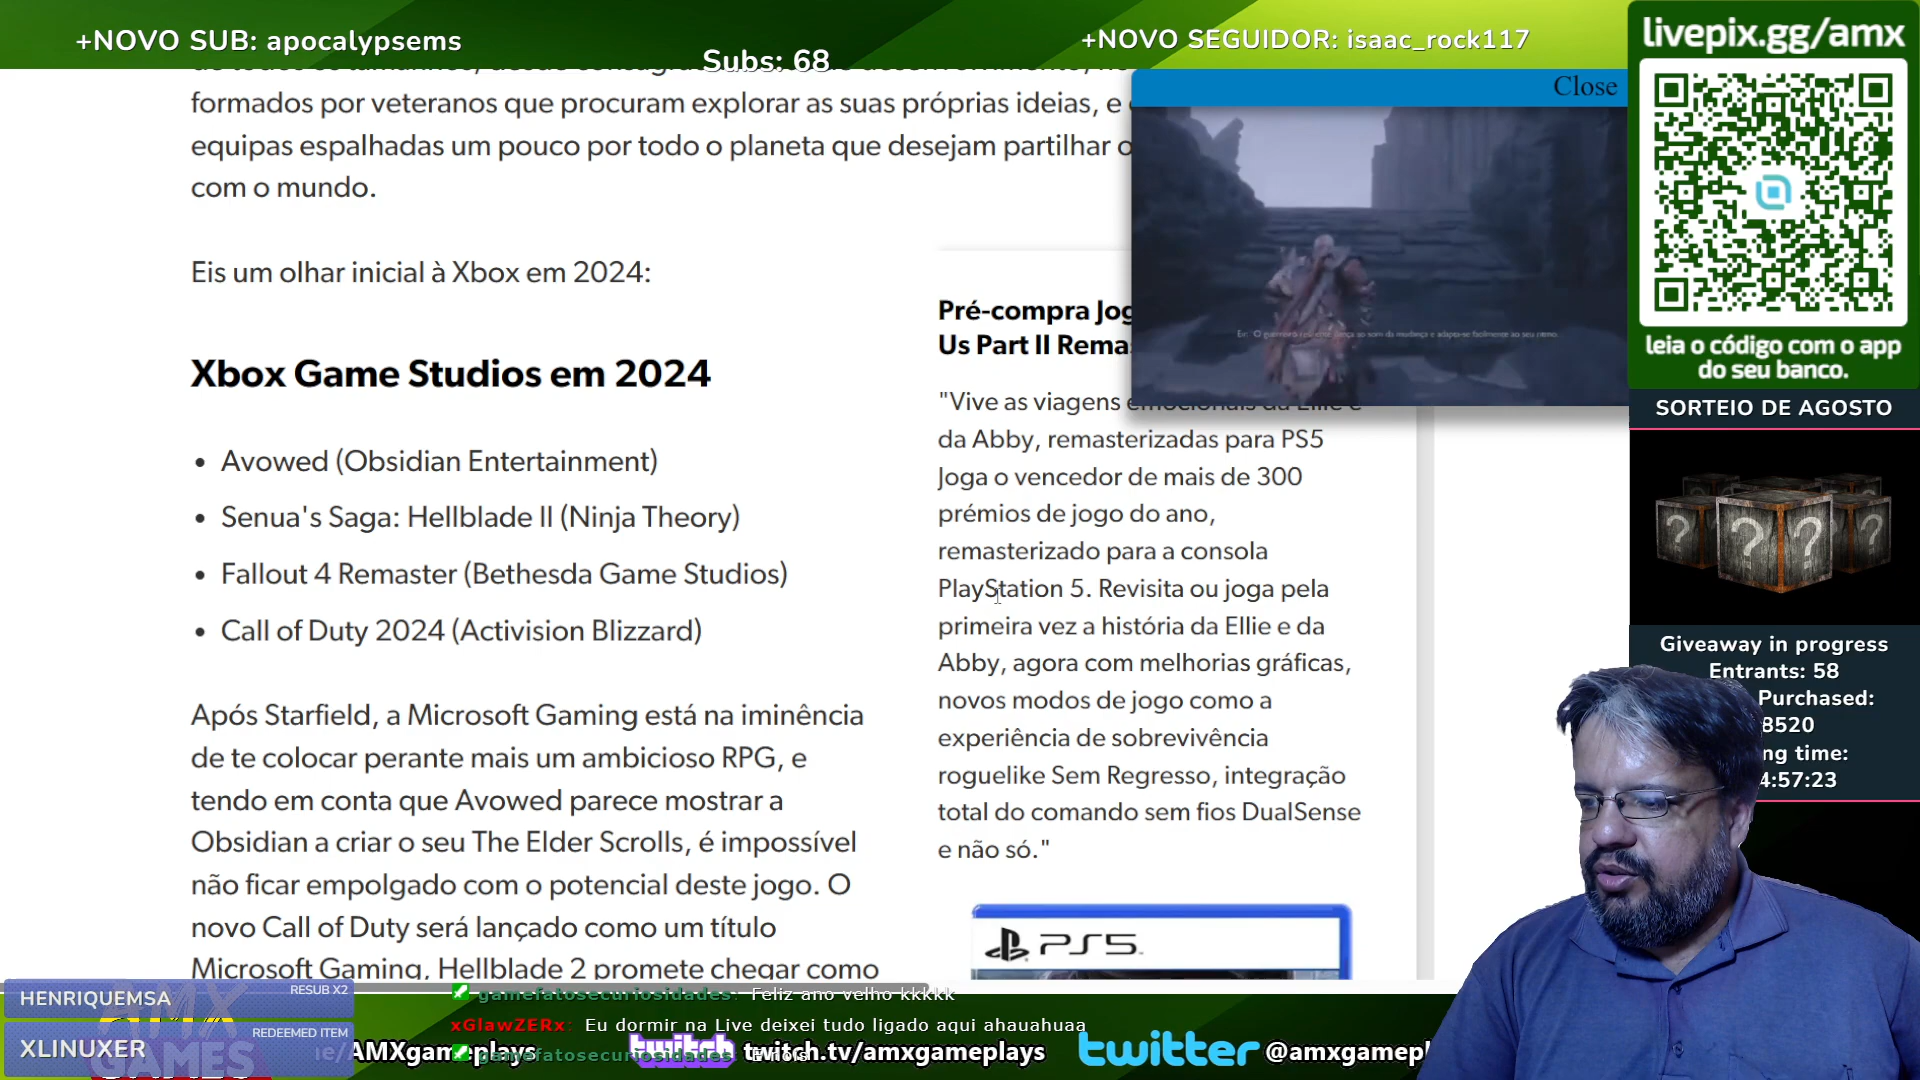 +NOVO SUB: apocalypsems
Subs: 68
+NOVO SEGUIDOR: isaac_rock117
livepix.gg/amx
leia o código com o app
do seu banco.
SORTEIO DE AGOSTO
Giveaway in progress
Entrants: 58
Purchased:
8520
ng time:
4:57:23
Close
formados por veteranos que procuram explorar as suas próprias ideias, e
equipas espalhadas um pouco por todo o planeta que desejam partilhar o
com o mundo.
Eis um olhar inicial à Xbox em 2024:
Xbox Game Studios em 2024
• Avowed (Obsidian Entertainment)
• Senua's Saga: Hellblade II (Ninja Theory)
• Fallout 4 Remaster (Bethesda Game Studios)
• Call of Duty 2024 (Activision Blizzard)
Após Starfield, a Microsoft Gaming está na iminência
de te colocar perante mais um ambicioso RPG, e
tendo em conta que Avowed parece mostrar a
Obsidian a criar o seu The Elder Scrolls, é impossível
não ficar empolgado com o potencial deste jogo. O
novo Call of Duty será lançado como um título
Microsoft Gaming, Hellblade 2 promete chegar como
Pré-compra Jog
Us Part II Rema
"Vive as viagens emocionais da Ellie e
da Abby, remasterizadas para PS5
Joga o vencedor de mais de 300
prémios de jogo do ano,
remasterizado para a consola
PlayStation 5. Revisita ou joga pela
primeira vez a história da Ellie e da
Abby, agora com melhorias gráficas,
novos modos de jogo como a
experiência de sobrevivência
roguelike Sem Regresso, integração
total do comando sem fios DualSense
e não só."
PS5
HENRIQUEMSA RESUB X2
XLINUXER REDEEMED ITEM
AMX GAMES
gamefatosecuriosidades: Feliz ano velho kkkkk
xGlawZERx: Eu dormir na Live deixei tudo ligado aqui ahauahuaa
gamefatosecuriosidades:
e/AMXgameplays
twitch twitch.tv/amxgameplays
twitter @amxgamepl